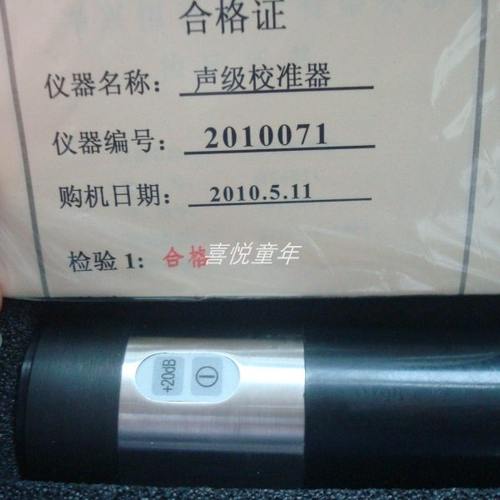 合格证
仪器名称： 声级校准器
仪器编号： 2010071
购机日期： 2010.5.11
检验1： 合格
喜悦童年
+20dB